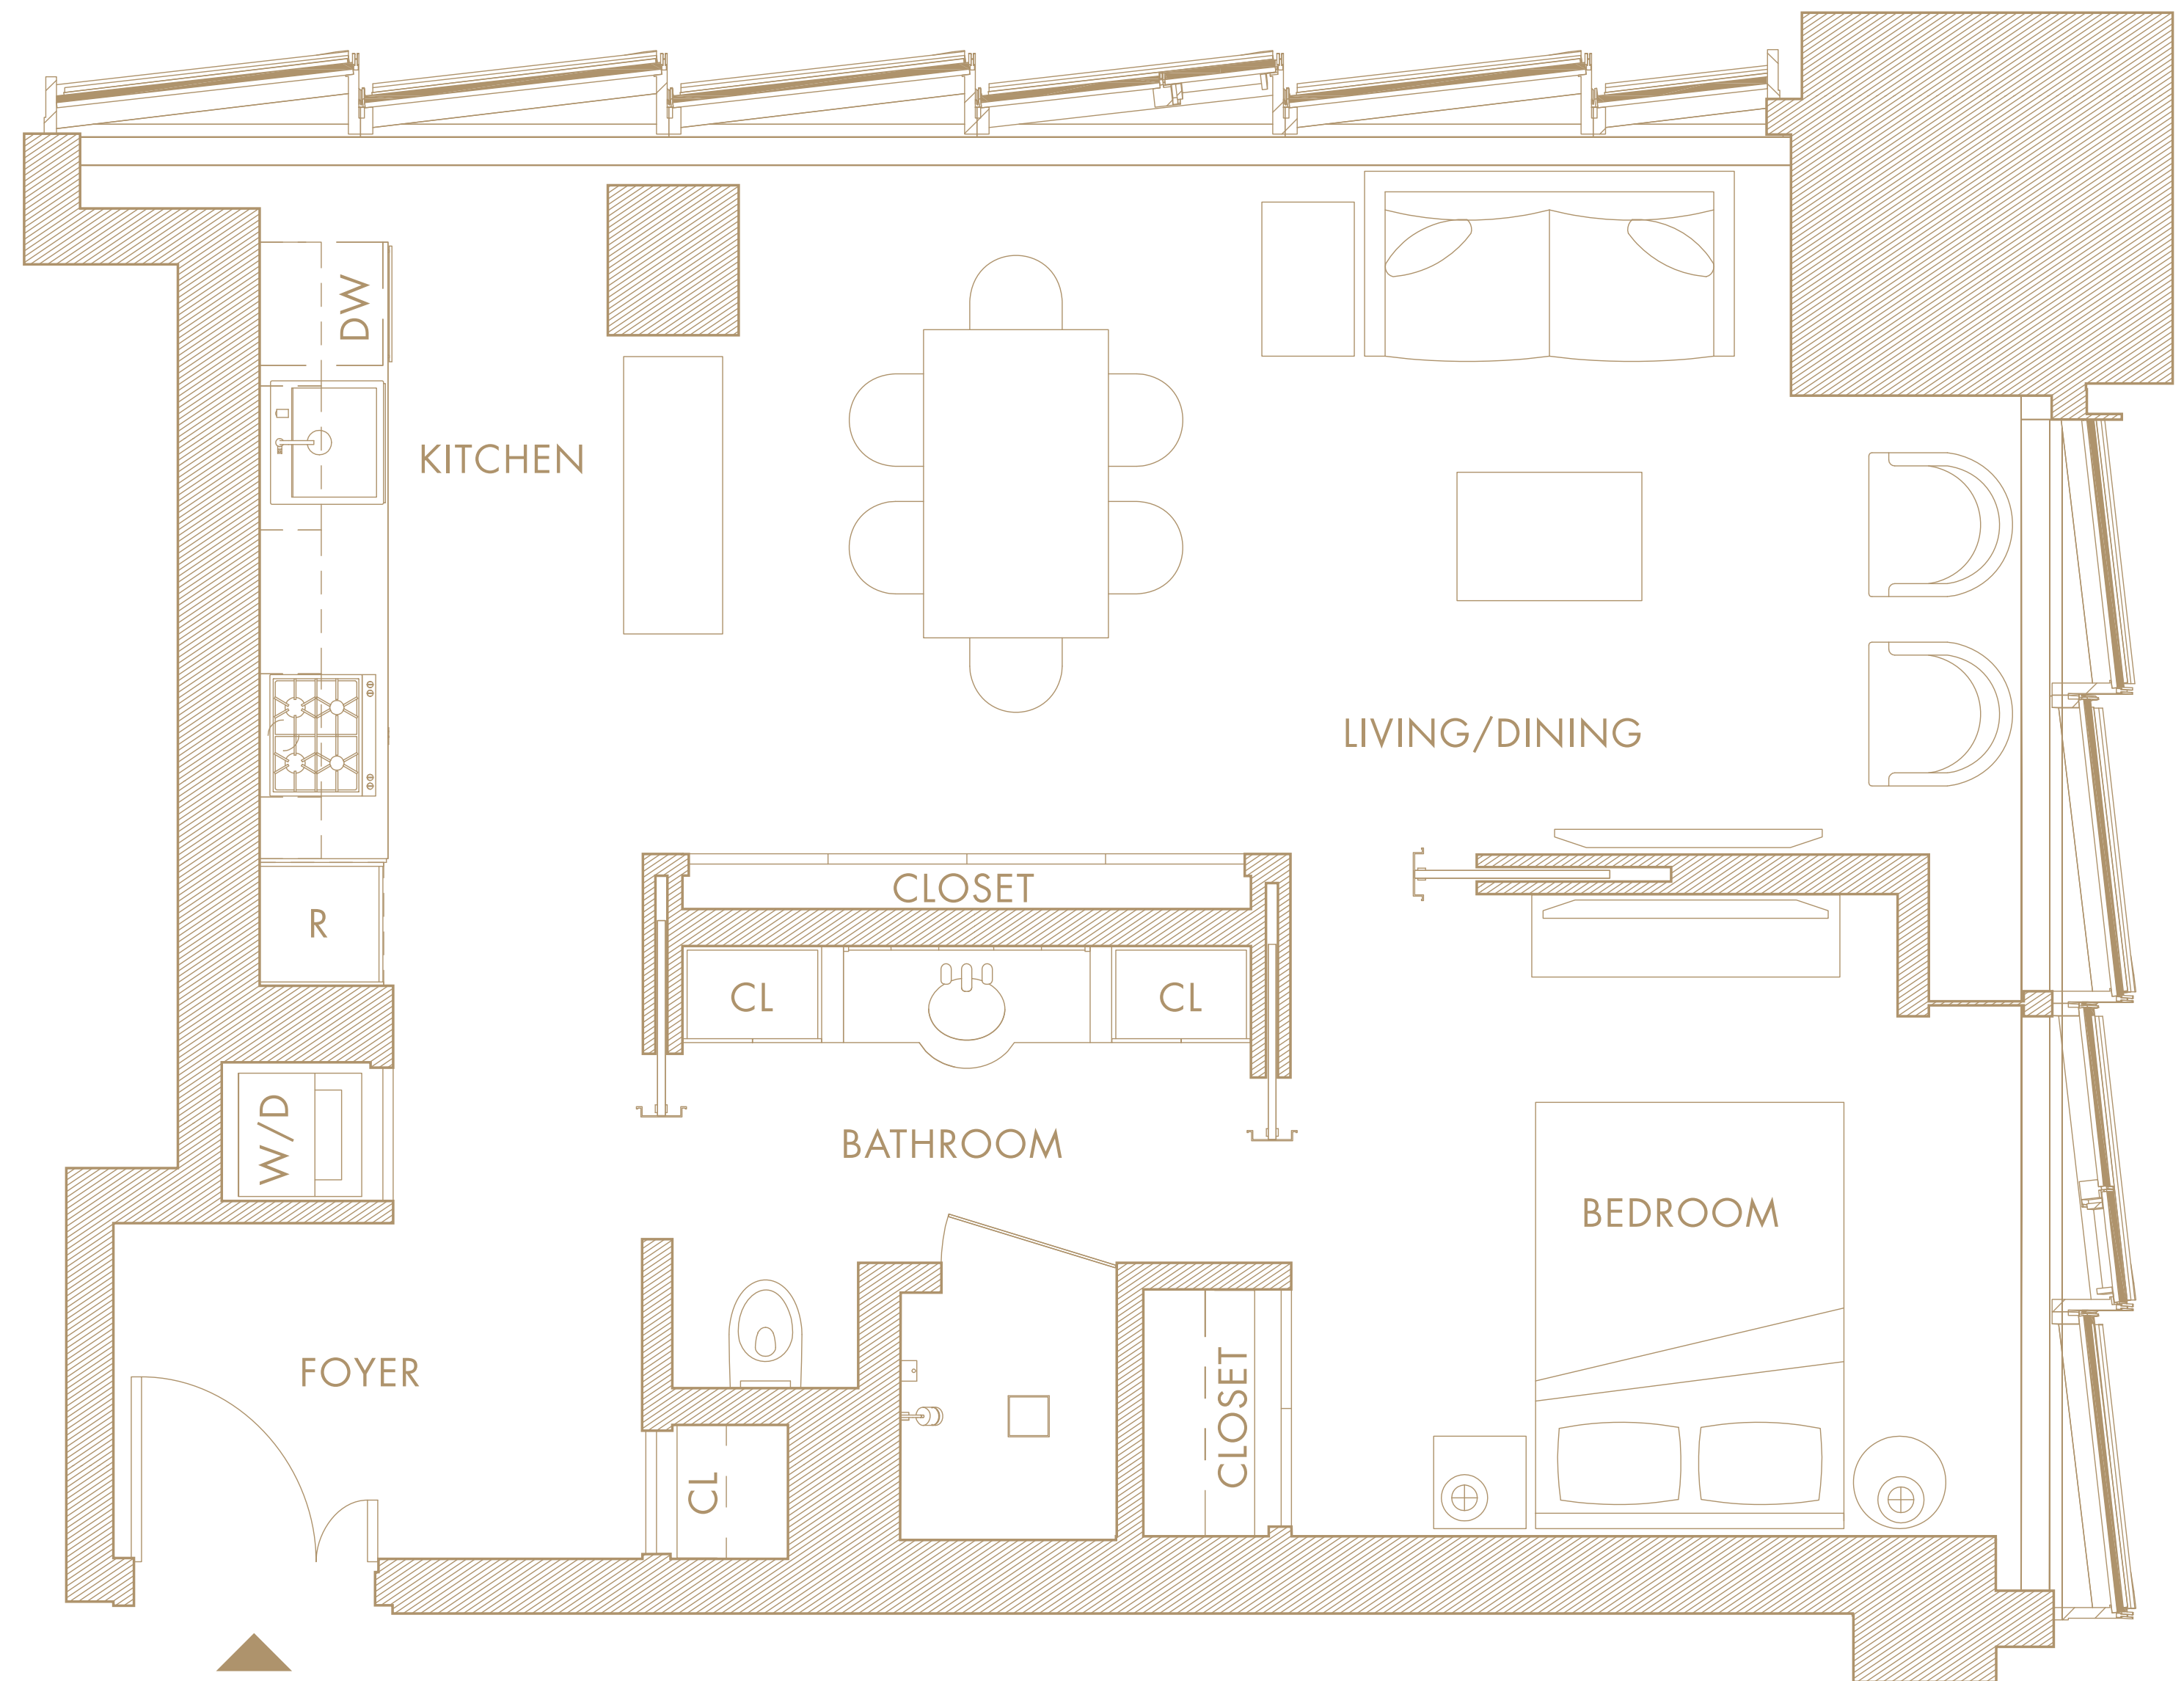 DW
KITCHEN
LIVING/DINING
CLOSET
R
CL
CL
W/D
BATHROOM
BEDROOM
FOYER
CLOSET
CL